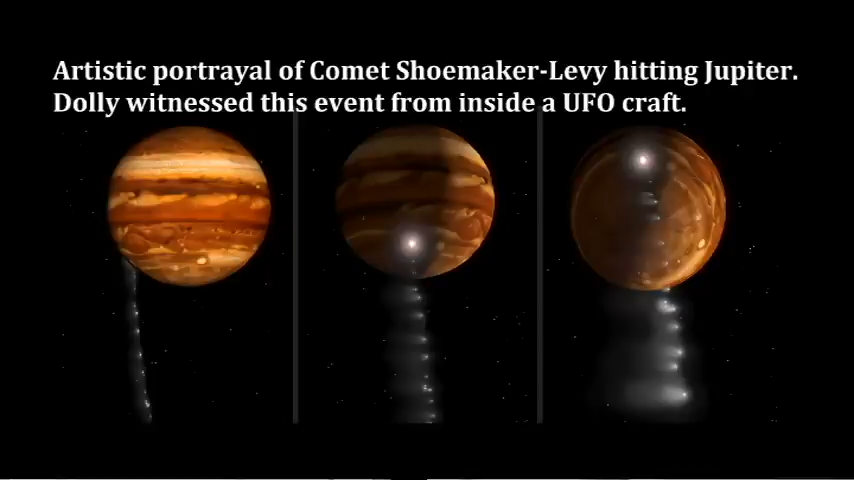 Artistic portrayal of Comet Shoemaker-Levy hitting Jupiter.
Dolly witnessed this event from inside a UFO craft.